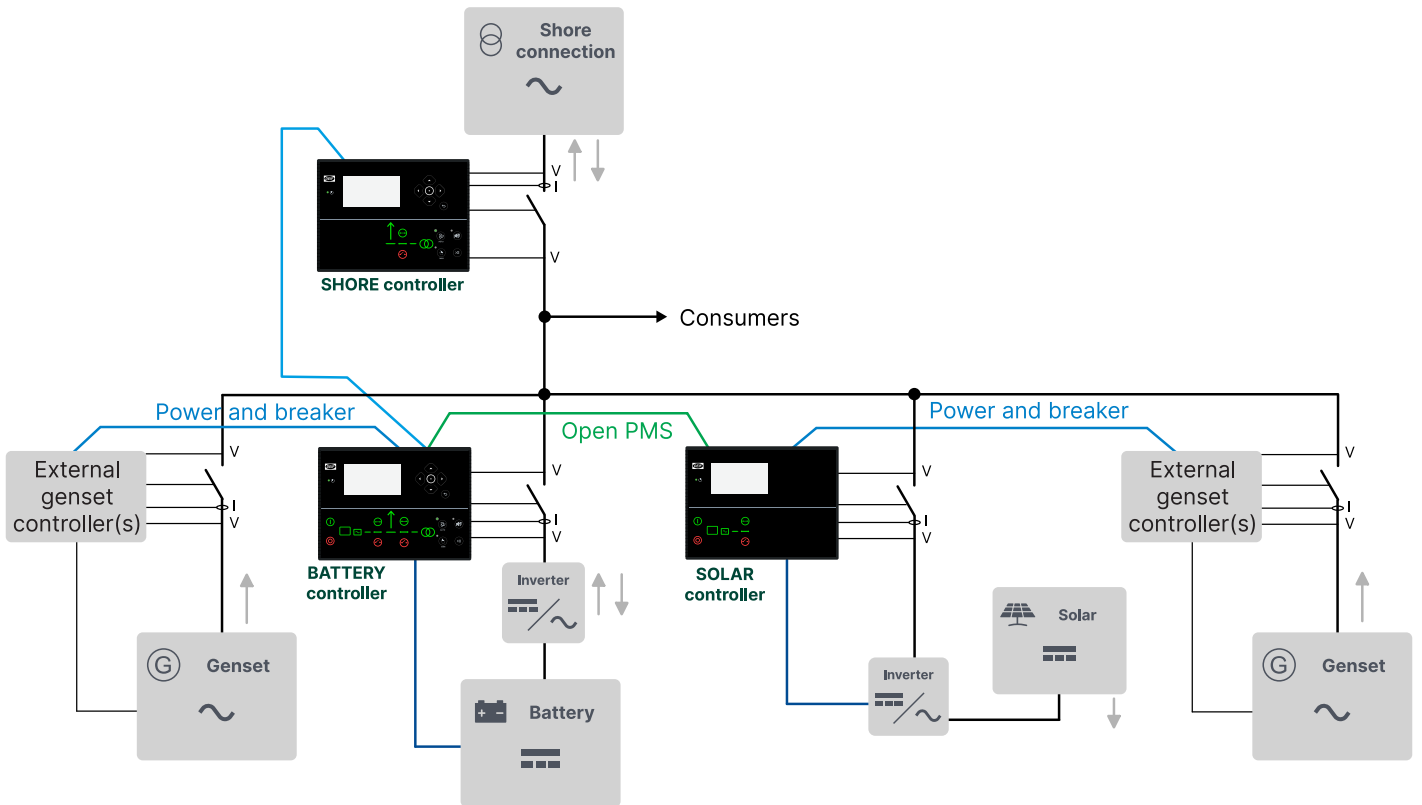 Shore
connection
V
I
V
SHORE controller
Consumers
Power and breaker
Open PMS
Power and breaker
External
genset
controller(s)
V
I
V
V
I
V
V
I
V
External
genset
controller(s)
V
I
V
BATTERY
controller
Inverter
SOLAR
controller
Solar
G
Genset
Inverter
G
Genset
Battery